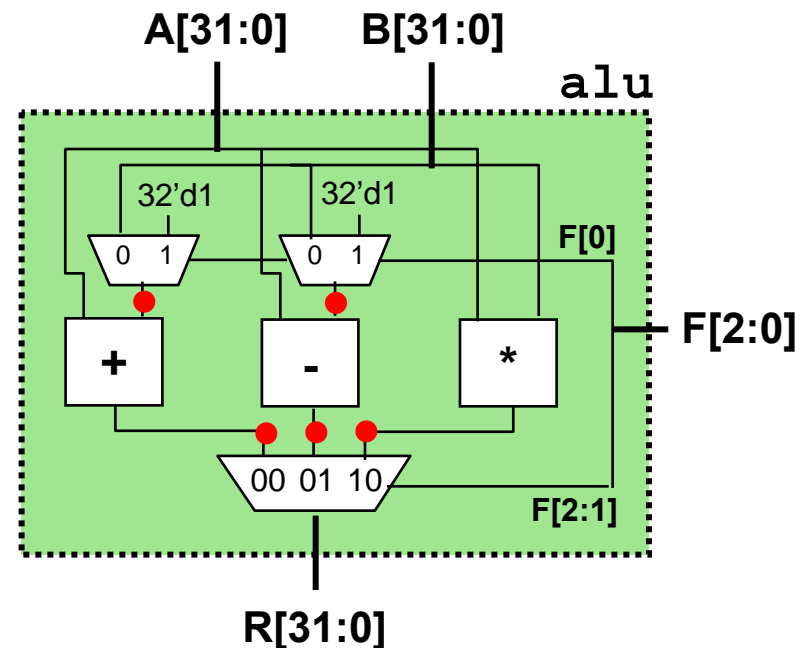 A[31:0] B[31:0]
alu
32'd1 32'd1
0 1 0 1 F[0]
F[2:0]
+ - *
00 01 10
F[2:1]
R[31:0]